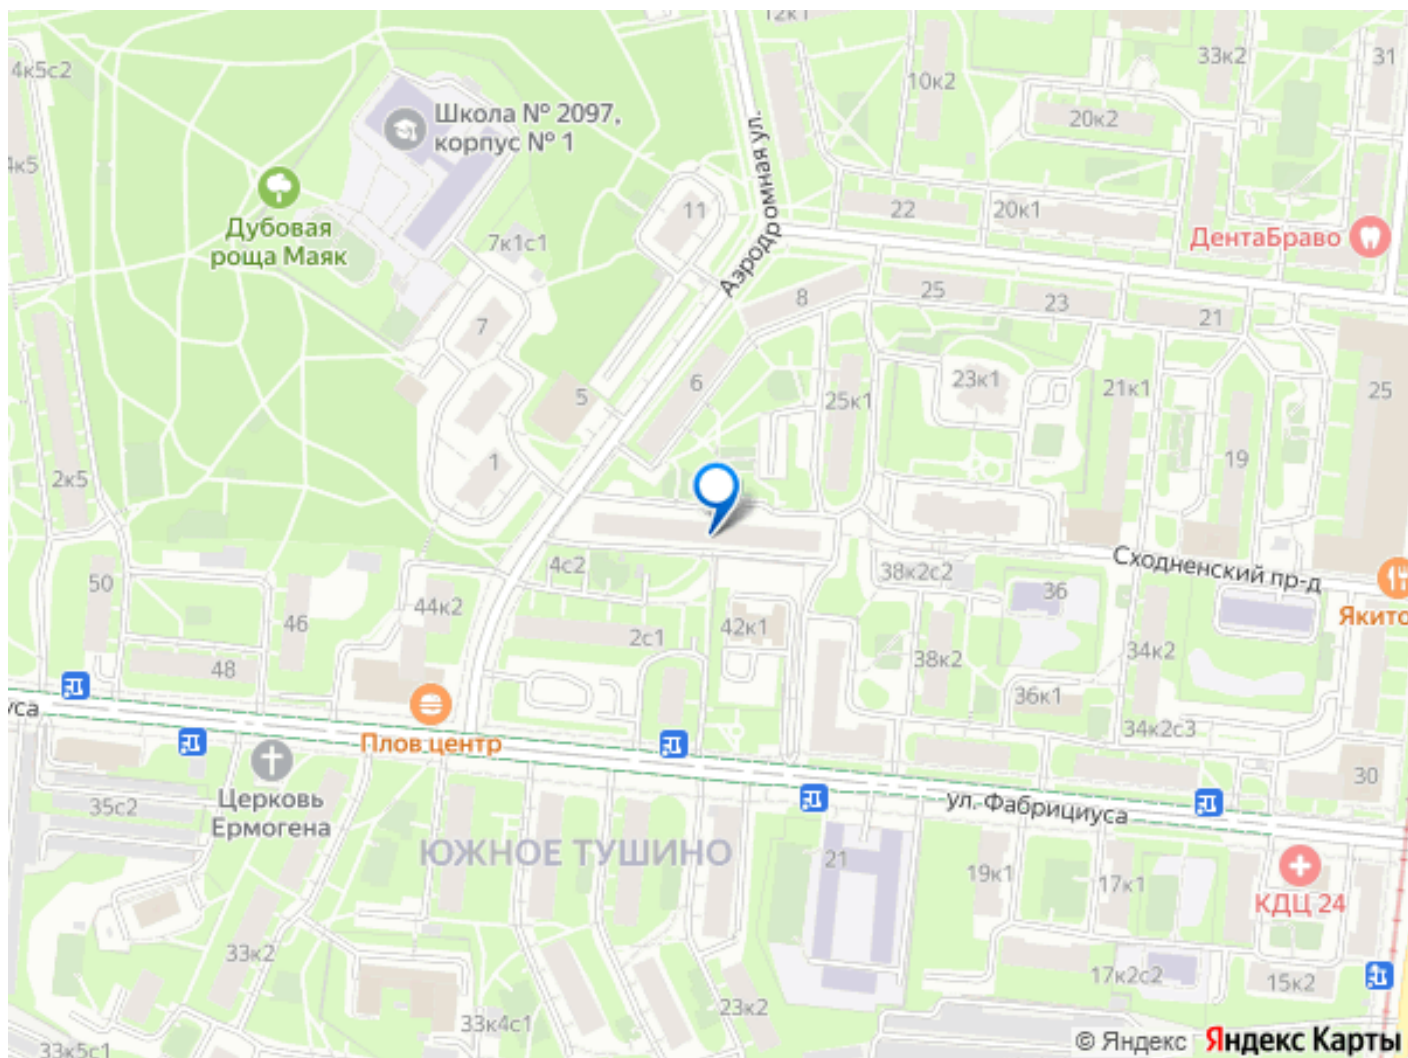 12к1
4к5с2
33к2
31
10к2
Школа № 2097,
корпус № 1
20к2
4к5
Аэродромная ул.
Дубовая
роща Маяк
7к1с1
11
22
20к1
ДентаБраво
8
25
23
21
7
6
5
25к1
23к1
21к1
25
1
19
2к5
Сходненский пр-д
4с2
38к2с2
36
50
46
44к2
42к1
2с1
Якито
48
38к2
34к2
36к1
34к2с3
уса
Плов центр
30
Церковь
Ермогена
35с2
ул. Фабрициуса
ЮЖНОЕ ТУШИНО
21
19к1
17к1
КДЦ 24
33к2
17к2с2
15к2
23к2
33к4с1
33к5с1
© Яндекс Яндекс Карты